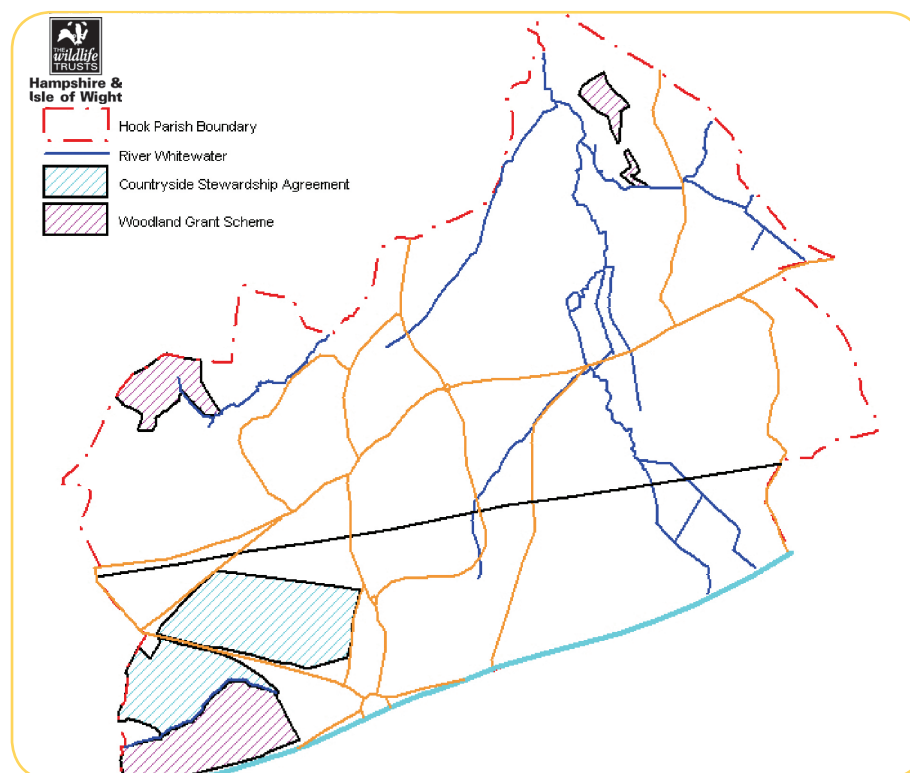 THE
wildlife
TRUSTS
Hampshire &
Isle of Wight
Hook Parish Boundary
River Whitewater
Countryside Stewardship Agreement
Woodland Grant Scheme